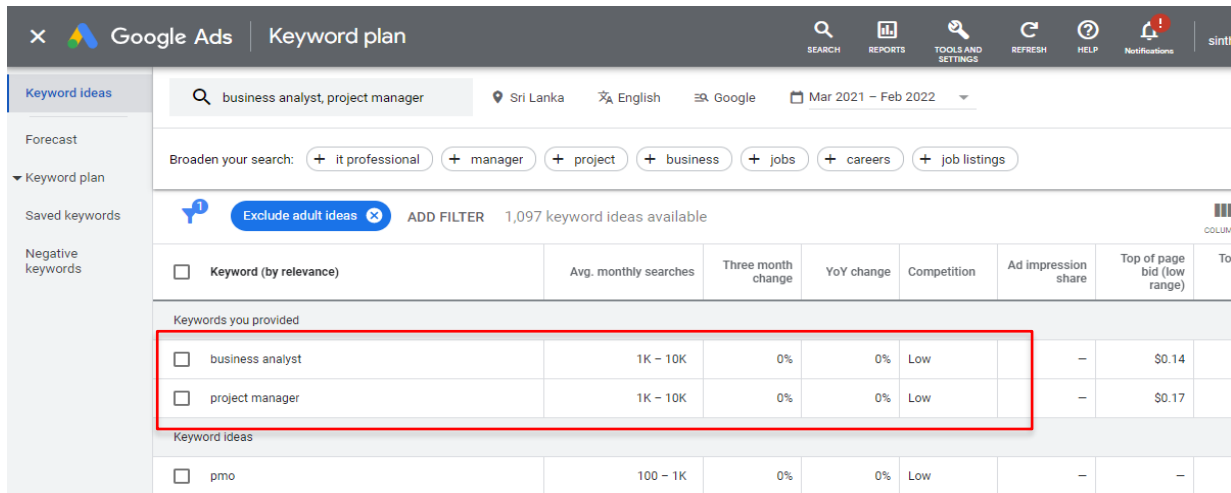 × Google Ads | Keyword plan
SEARCH REPORTS TOOLS AND SETTINGS REFRESH HELP ! Notifications
Keyword ideas
Forecast
Keyword plan
Saved keywords
Negative
keywords
business analyst, project manager Sri Lanka English Google Mar 2021 – Feb 2022
Broaden your search: + it professional + manager + project + business + jobs + careers + job listings
1 Exclude adult ideas ADD FILTER 1,097 keyword ideas available
Keyword (by relevance) Avg. monthly searches Three month change YoY change Competition Ad impression share Top of page bid (low range)
Keywords you provided
business analyst 1K – 10K 0% 0% Low – $0.14
project manager 1K – 10K 0% 0% Low – $0.17
Keyword ideas
pmo 100 – 1K 0% 0% Low – –